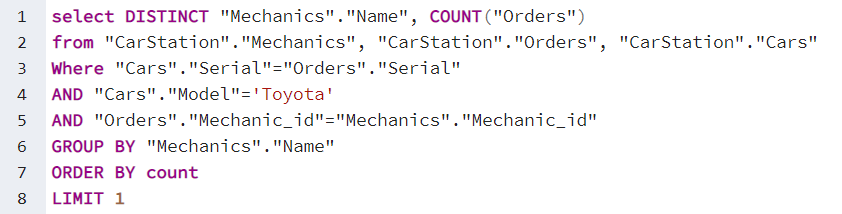 1 select DISTINCT "Mechanics"."Name", COUNT("Orders")
2 from "CarStation"."Mechanics", "CarStation"."Orders", "CarStation"."Cars"
3 Where "Cars"."Serial"="Orders"."Serial"
4 AND "Cars"."Model"='Toyota'
5 AND "Orders"."Mechanic_id"="Mechanics"."Mechanic_id"
6 GROUP BY "Mechanics"."Name"
7 ORDER BY count
8 LIMIT 1